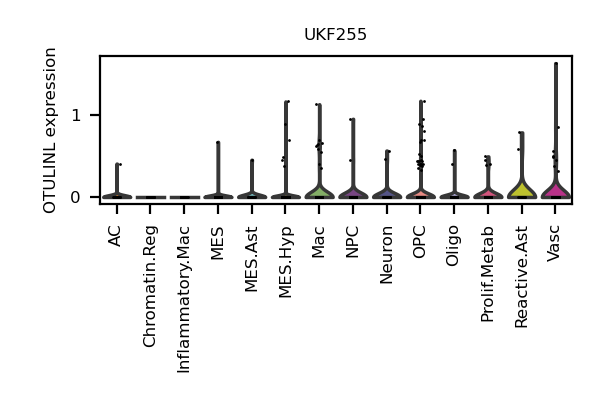 UKF255
OTULINL expression
1
0
AC
Chromatin.Reg
Inflammatory.Mac
MES
MES.Ast
MES.Hyp
Mac
NPC
Neuron
OPC
Oligo
Prolif.Metab
Reactive.Ast
Vasc